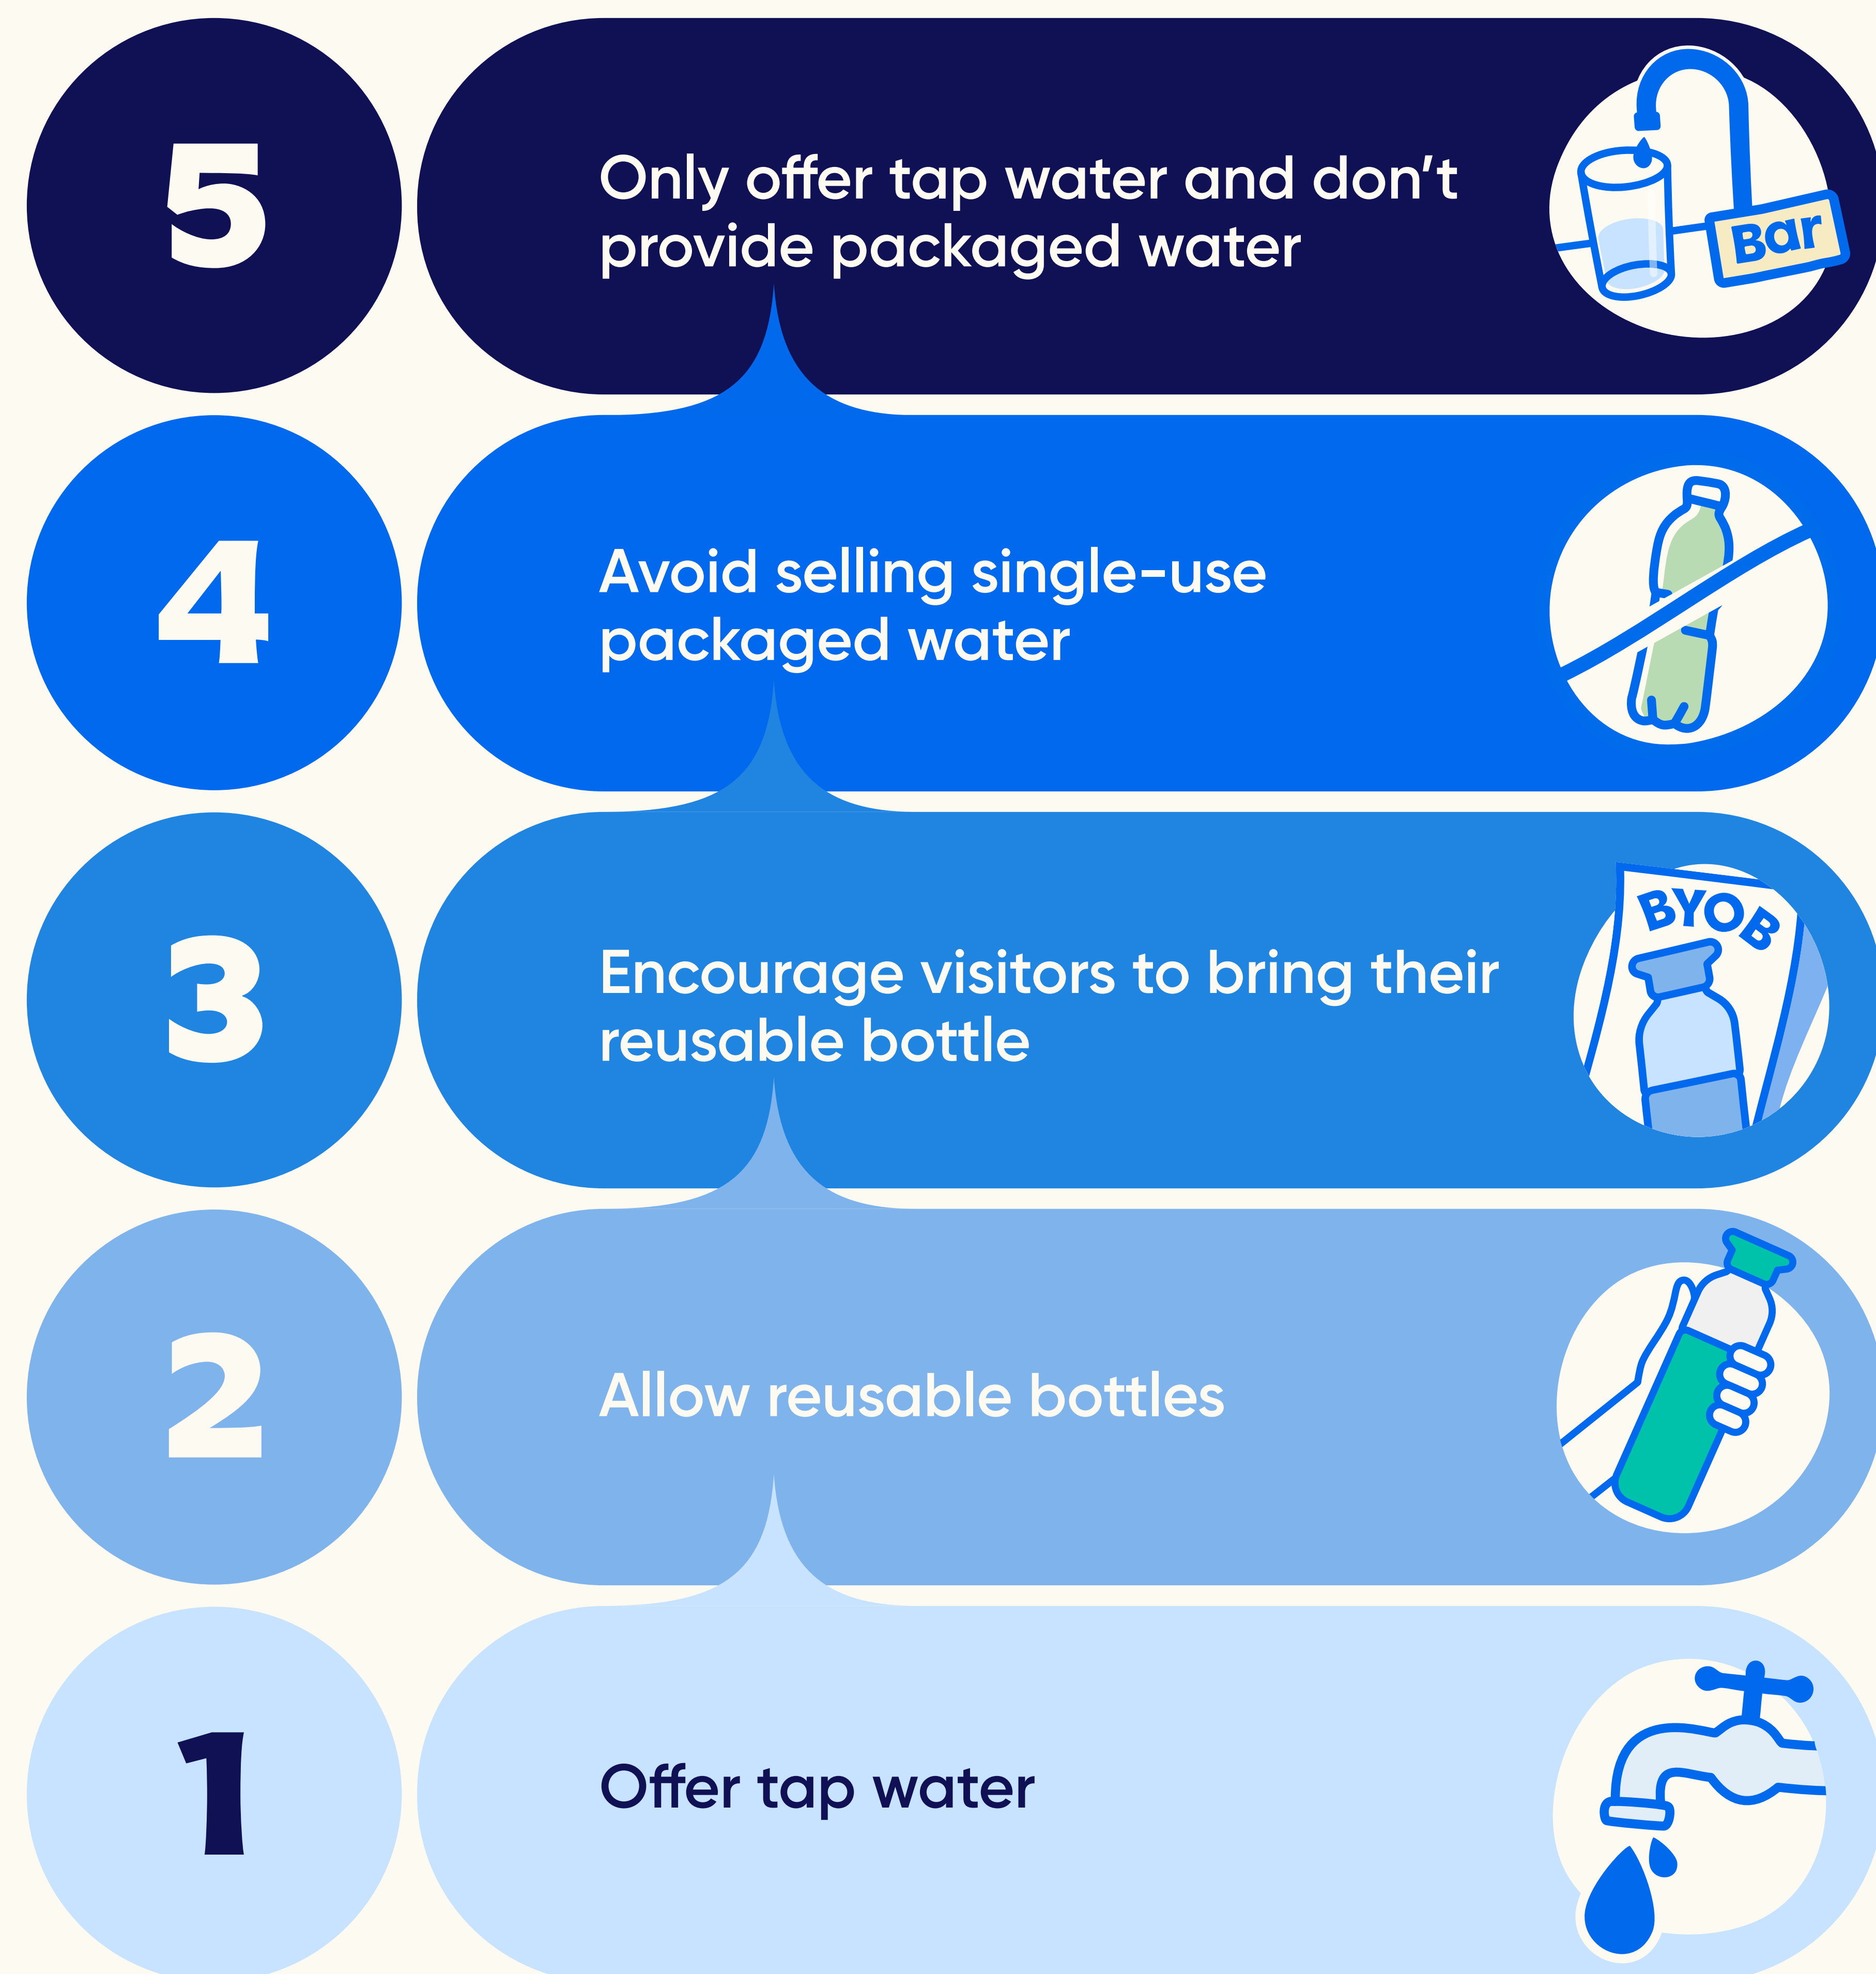 5
Only offer tap water and don’t
provide packaged water
Bar
4
Avoid selling single-use
packaged water
3
Encourage visitors to bring their
reusable bottle
BYOB
2
Allow reusable bottles
1
Offer tap water